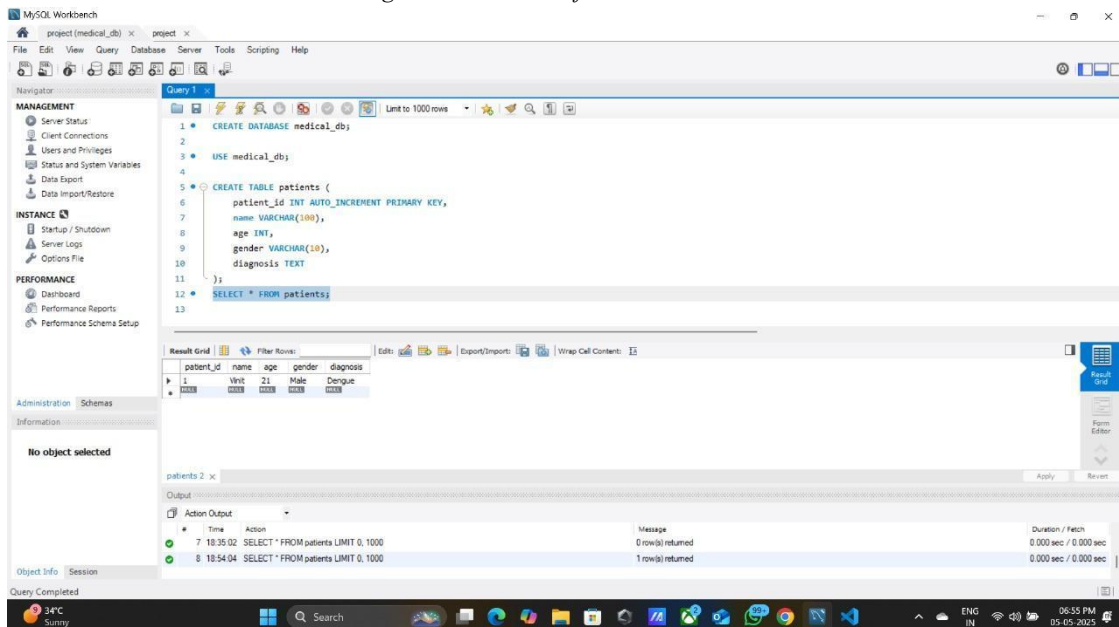 MySQL Workbench
project (medical_db) × project ×
File Edit View Query Database Server Tools Scripting Help
Navigator
MANAGEMENT
Server Status
Client Connections
Users and Privileges
Status and System Variables
Data Export
Data Import/Restore
INSTANCE
Startup / Shutdown
Server Logs
Options File
PERFORMANCE
Dashboard
Performance Reports
Performance Schema Setup
Administration Schemas
Information
No object selected
Object Info Session
Query 1 ×
Limit to 1000 rows
1 CREATE DATABASE medical_db;
2
3 USE medical_db;
4
5 CREATE TABLE patients (
6 patient_id INT AUTO_INCREMENT PRIMARY KEY,
7 name VARCHAR(100),
8 age INT,
9 gender VARCHAR(10),
10 diagnosis TEXT
11 );
12 SELECT * FROM patients;
13
Result Grid Filter Rows: Edit: Export/Import: Wrap Cell Content:
patient_id name age gender diagnosis
1 Vinit 21 Male Dengue
NULL NULL NULL NULL NULL
Result Grid
Form Editor
patients 2 ×
Apply Revert
Output
Action Output
# Time Action Message Duration / Fetch
7 18:35:02 SELECT * FROM patients LIMIT 0, 1000 0 row(s) returned 0.000 sec / 0.000 sec
8 18:54:04 SELECT * FROM patients LIMIT 0, 1000 1 row(s) returned 0.000 sec / 0.000 sec
Query Completed
9 34°C
Sunny
Search
99+
ENG
IN
06:55 PM
05-05-2025